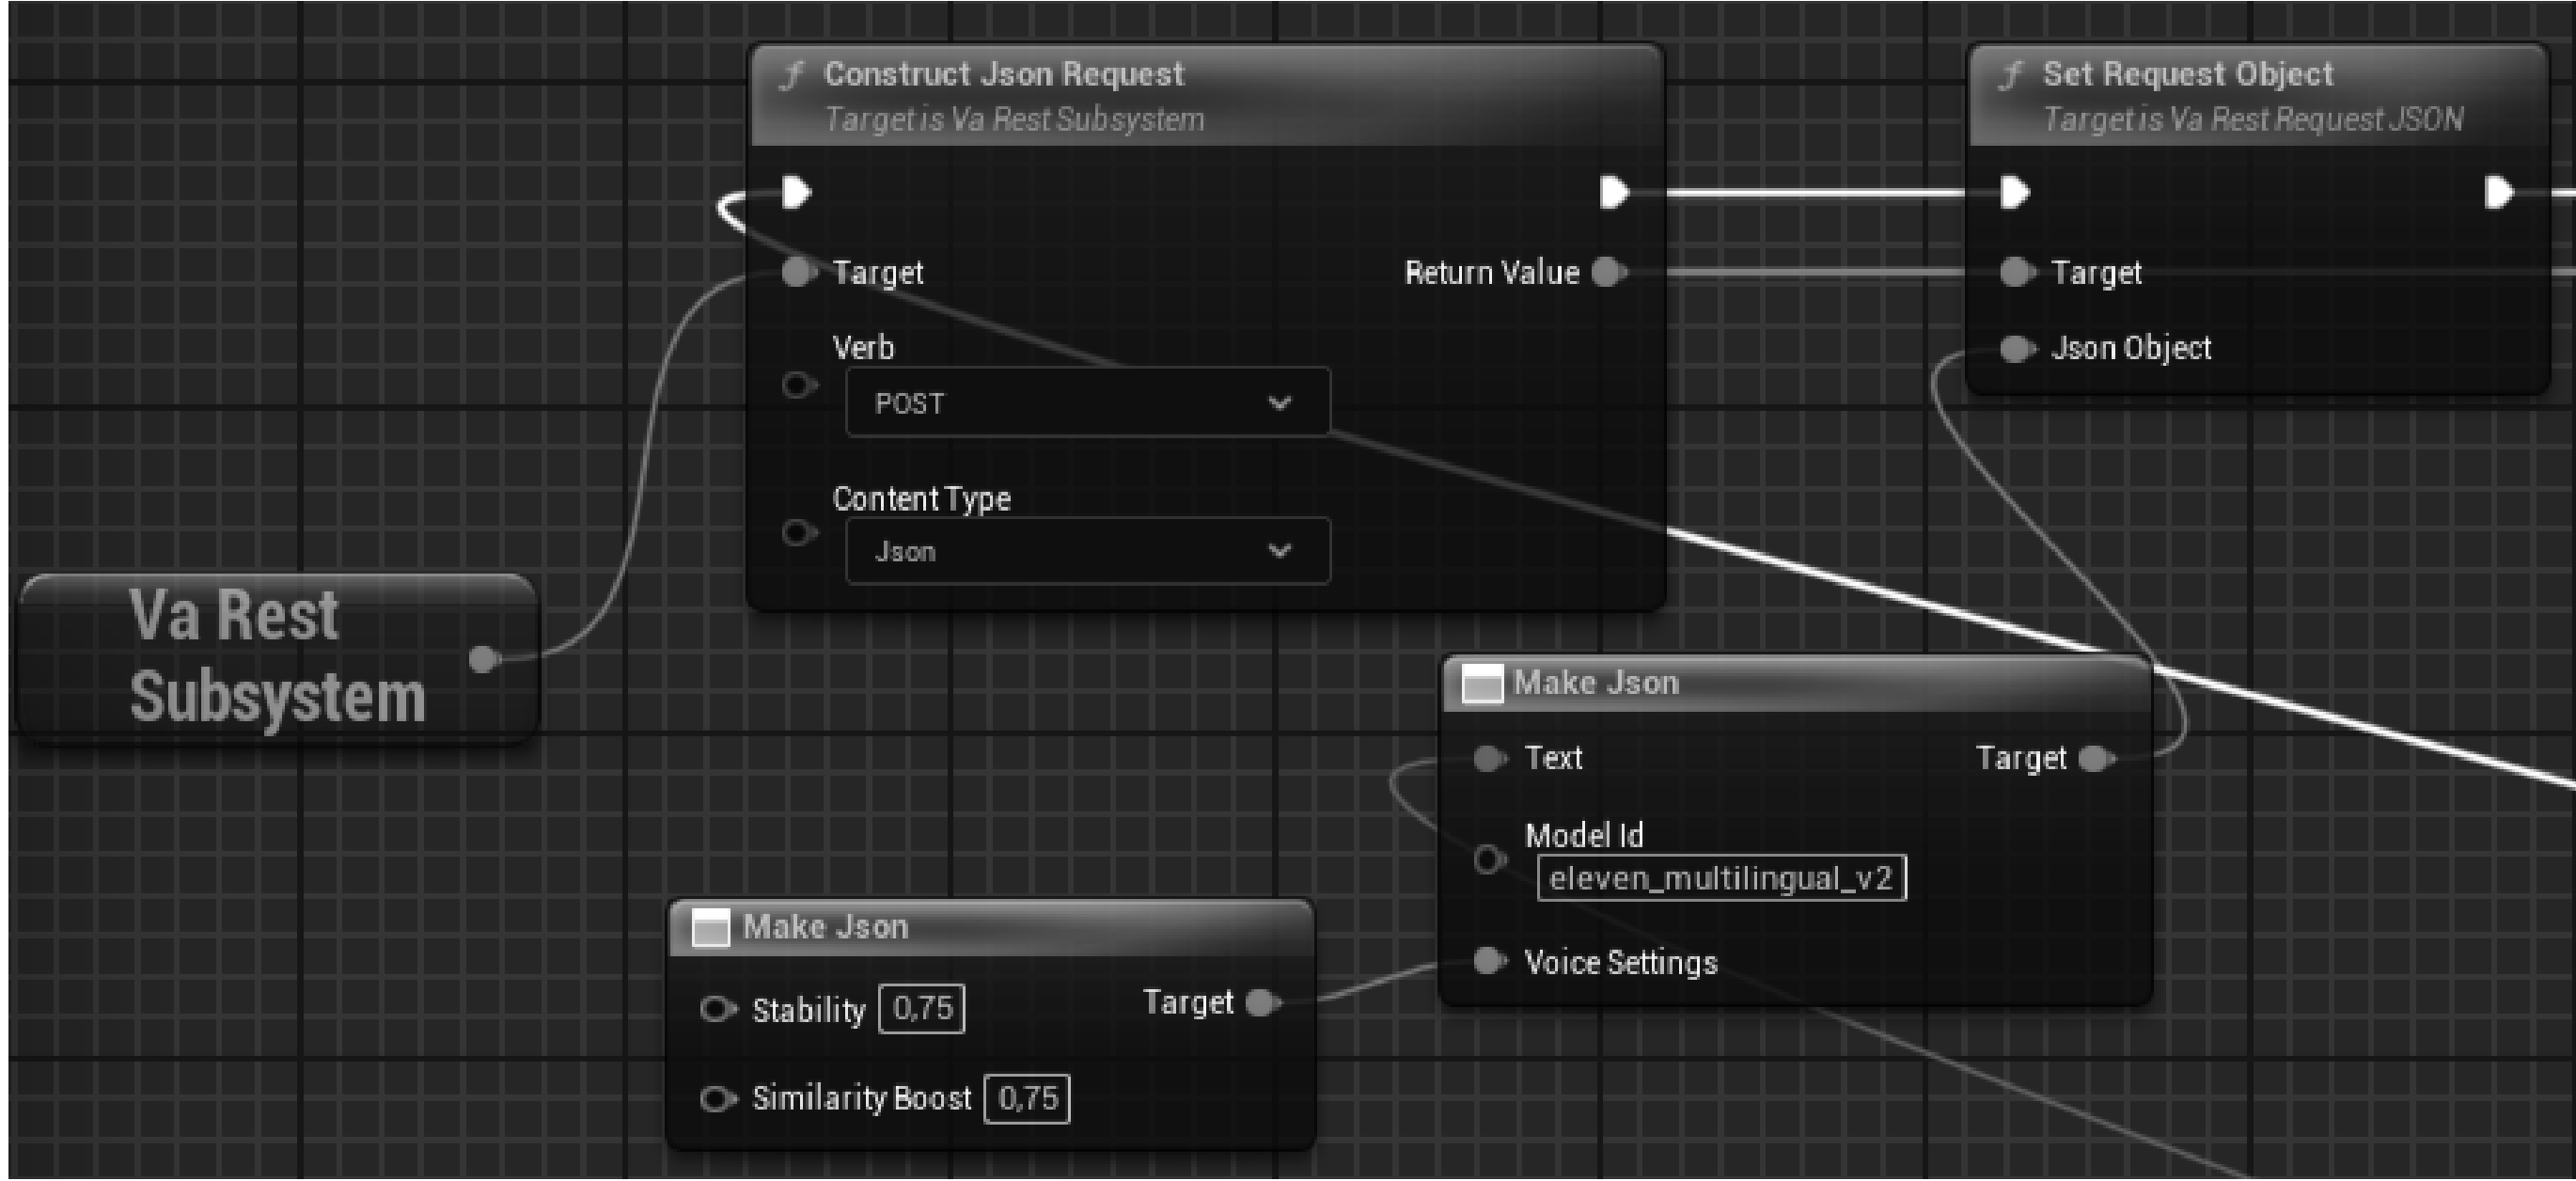 Construct Json Request
Target is Va Rest Subsystem
Target
Return Value
Verb
POST
Content Type
Json
Set Request Object
Target is Va Rest Request JSON
Target
Json Object
Va Rest
Subsystem
Make Json
Text
Target
Model Id
eleven_multilingual_v2
Voice Settings
Make Json
Stability 0,75
Target
Similarity Boost 0,75